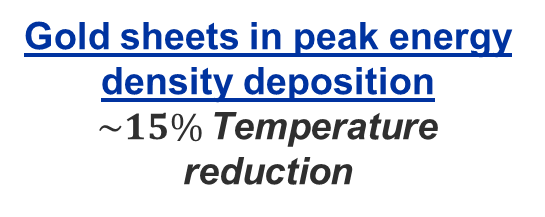 Gold sheets in peak energy
density deposition
~15% Temperature
reduction